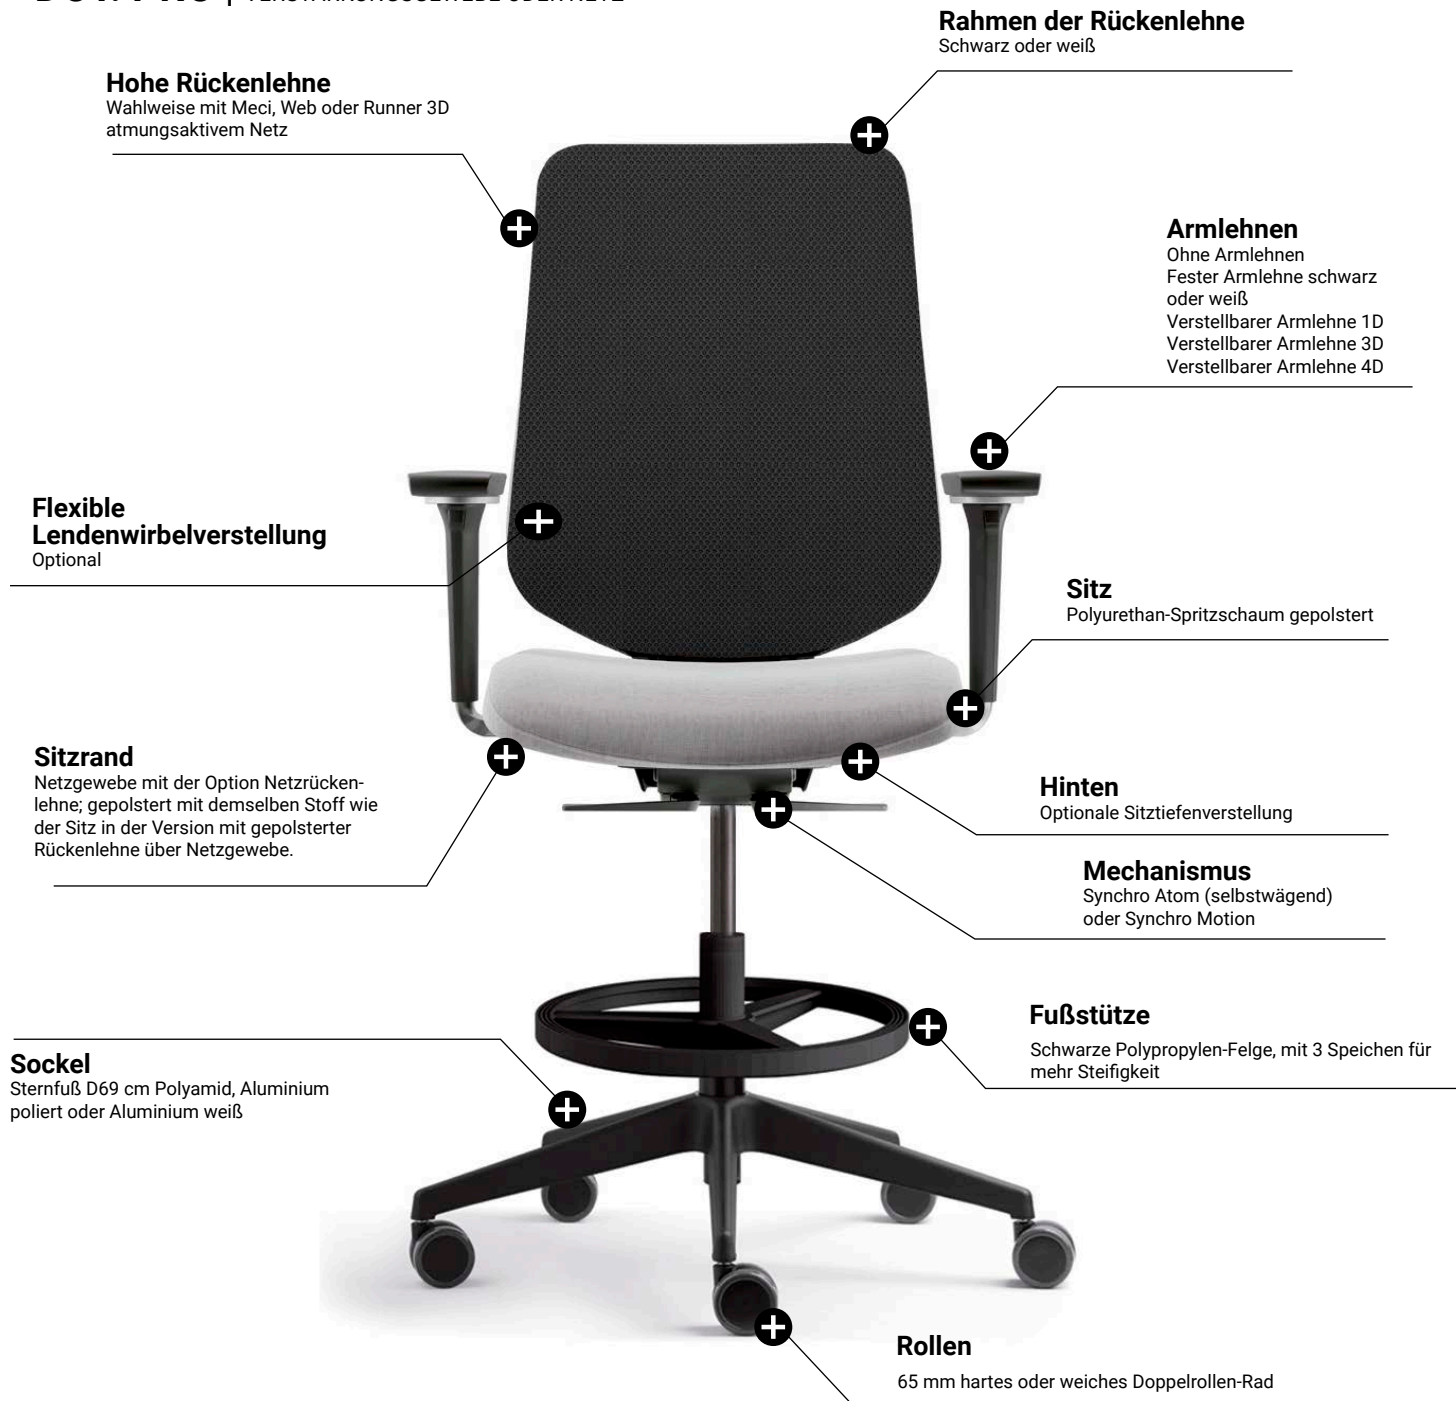 Rahmen der Rückenlehne
Schwarz oder weiß
Hohe Rückenlehne
Wahlweise mit Meci, Web oder Runner 3D
atmungsaktivem Netz
Armlehnen
Ohne Armlehnen
Fester Armlehne schwarz
oder weiß
Verstellbarer Armlehne 1D
Verstellbarer Armlehne 3D
Verstellbarer Armlehne 4D
Flexible
Lendenwirbelverstellung
Optional
Sitz
Polyurethan-Spritzschaum gepolstert
Sitzrand
Netzgewebe mit der Option Netzrücken-
lehne; gepolstert mit demselben Stoff wie
der Sitz in der Version mit gepolsterter
Rückenlehne über Netzgewebe.
Hinten
Optionale Sitztiefenverstellung
Mechanismus
Synchro Atom (selbstwägend)
oder Synchro Motion
Fußstütze
Schwarze Polypropylen-Felge, mit 3 Speichen für
mehr Steifigkeit
Sockel
Sternfuß D69 cm Polyamid, Aluminium
poliert oder Aluminium weiß
Rollen
65 mm hartes oder weiches Doppelrollen-Rad